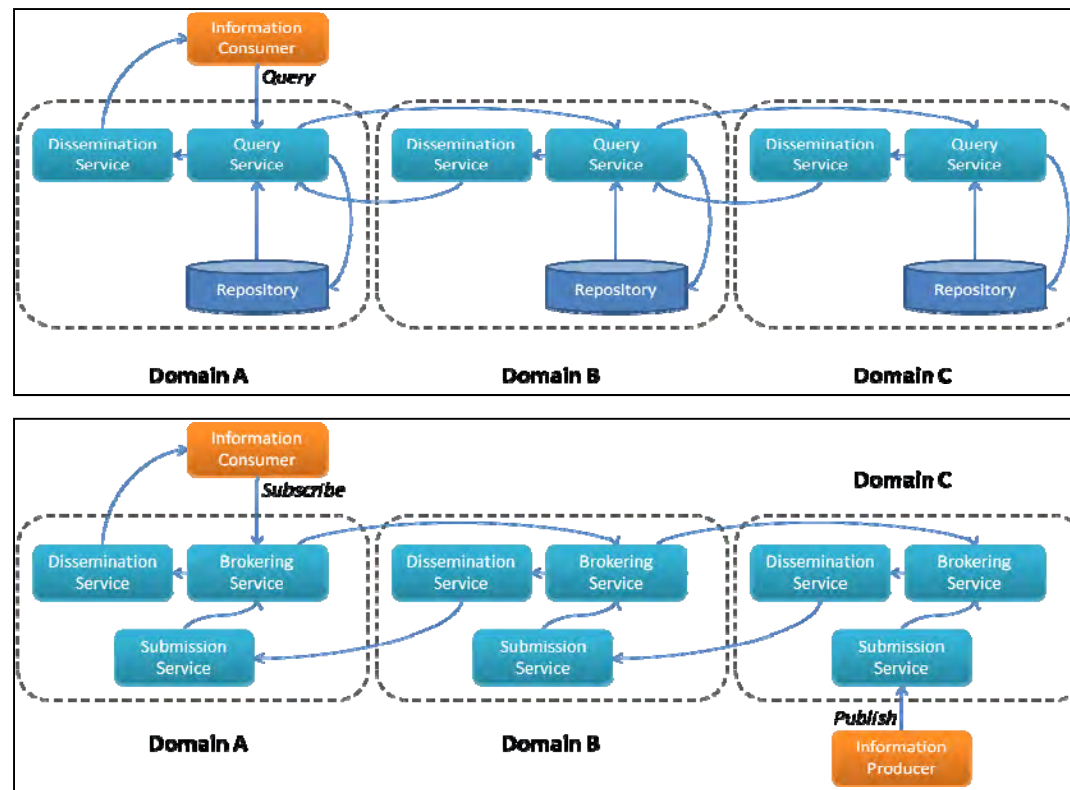 Information
Consumer
Query
Dissemination
Service
Query
Service
Dissemination
Service
Query
Service
Dissemination
Service
Query
Service
Repository
Repository
Repository
Domain A
Domain B
Domain C
Information
Consumer
Subscribe
Domain C
Dissemination
Service
Brokering
Service
Dissemination
Service
Brokering
Service
Dissemination
Service
Brokering
Service
Submission
Service
Submission
Service
Submission
Service
Publish
Domain A
Domain B
Information
Producer